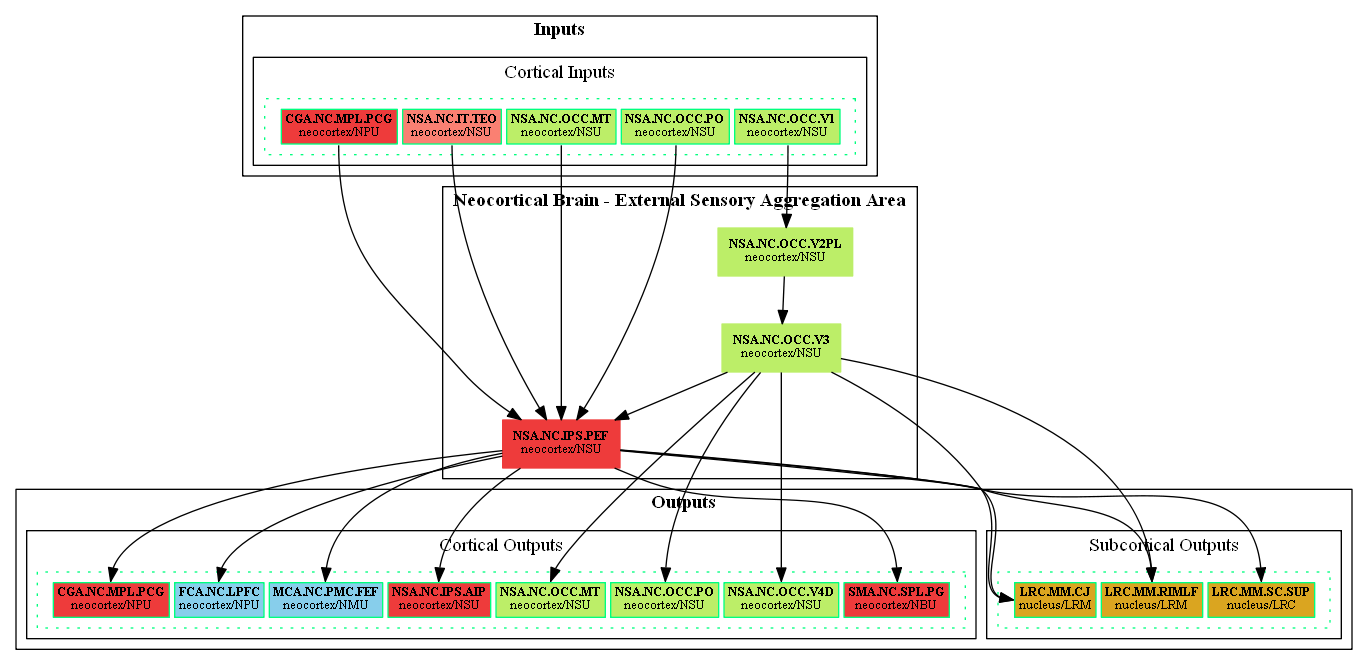 Inputs
Cortical Inputs
CGA.NC.MPL.PCG
neocortex/NPU
NSA.NC.IT.TEO
neocortex/NSU
NSA.NC.OCC.MT
neocortex/NSU
NSA.NC.OCC.PO
neocortex/NSU
NSA.NC.OCC.V1
neocortex/NSU
Neocortical Brain - External Sensory Aggregation Area
NSA.NC.OCC.V2PL
neocortex/NSU
NSA.NC.OCC.V3
neocortex/NSU
NSA.NC.IPS.PEF
neocortex/NSU
Outputs
Cortical Outputs
CGA.NC.MPL.PCG
neocortex/NPU
FCA.NC.LPFC
neocortex/NPU
MCA.NC.PMC.FEF
neocortex/NMU
NSA.NC.IPS.AIP
neocortex/NSU
NSA.NC.OCC.MT
neocortex/NSU
NSA.NC.OCC.PO
neocortex/NSU
NSA.NC.OCC.V4D
neocortex/NSU
SMA.NC.SPL.PG
neocortex/NBU
Subcortical Outputs
LRC.MM.CJ
nucleus/LRM
LRC.MM.RIMLF
nucleus/LRM
LRC.MM.SC.SUP
nucleus/LRC